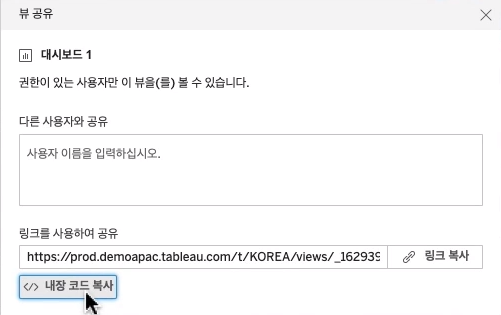 뷰 공유
대시보드 1
권한이 있는 사용자만 이 뷰을(를) 볼 수 있습니다.
다른 사용자와 공유
사용자 이름을 입력하십시오.
링크를 사용하여 공유
https://prod.demoapac.tableau.com/t/KOREA/views/_162939 링크 복사
내장 코드 복사